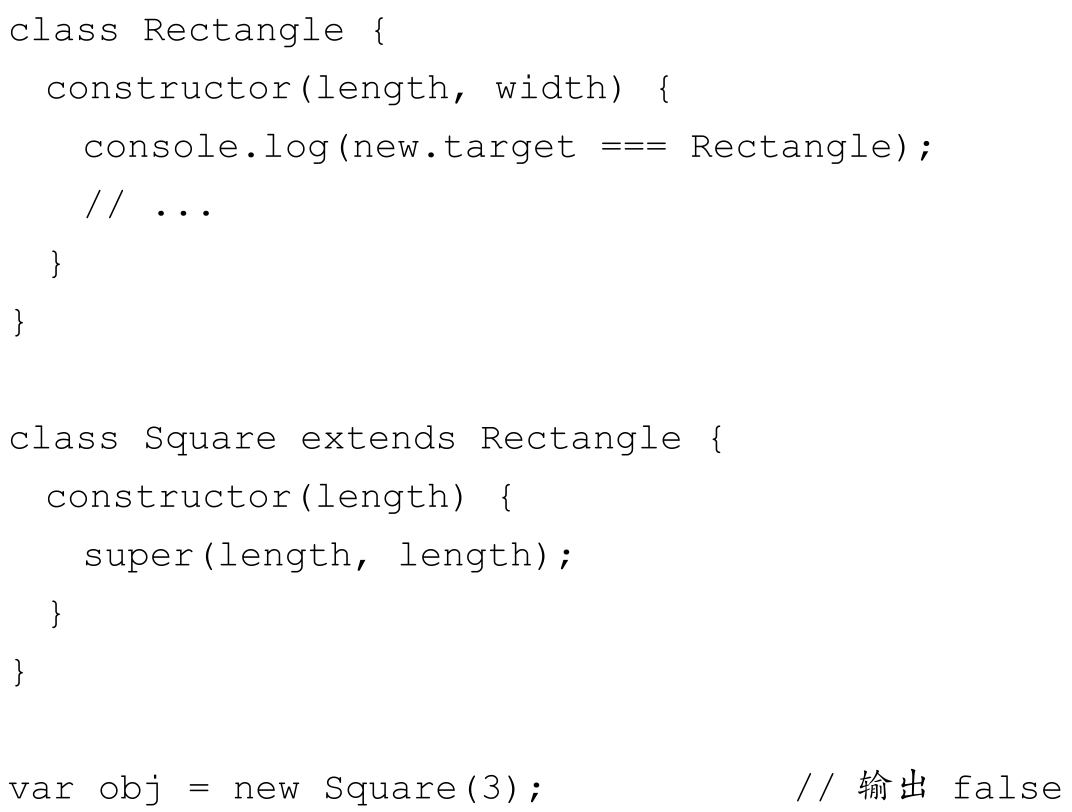 class Rectangle {
  constructor(length, width) {
    console.log(new.target === Rectangle);
    // ...
  }
}

class Square extends Rectangle {
  constructor(length) {
    super(length, length);
  }
}

var obj = new Square(3);          // 输出 false